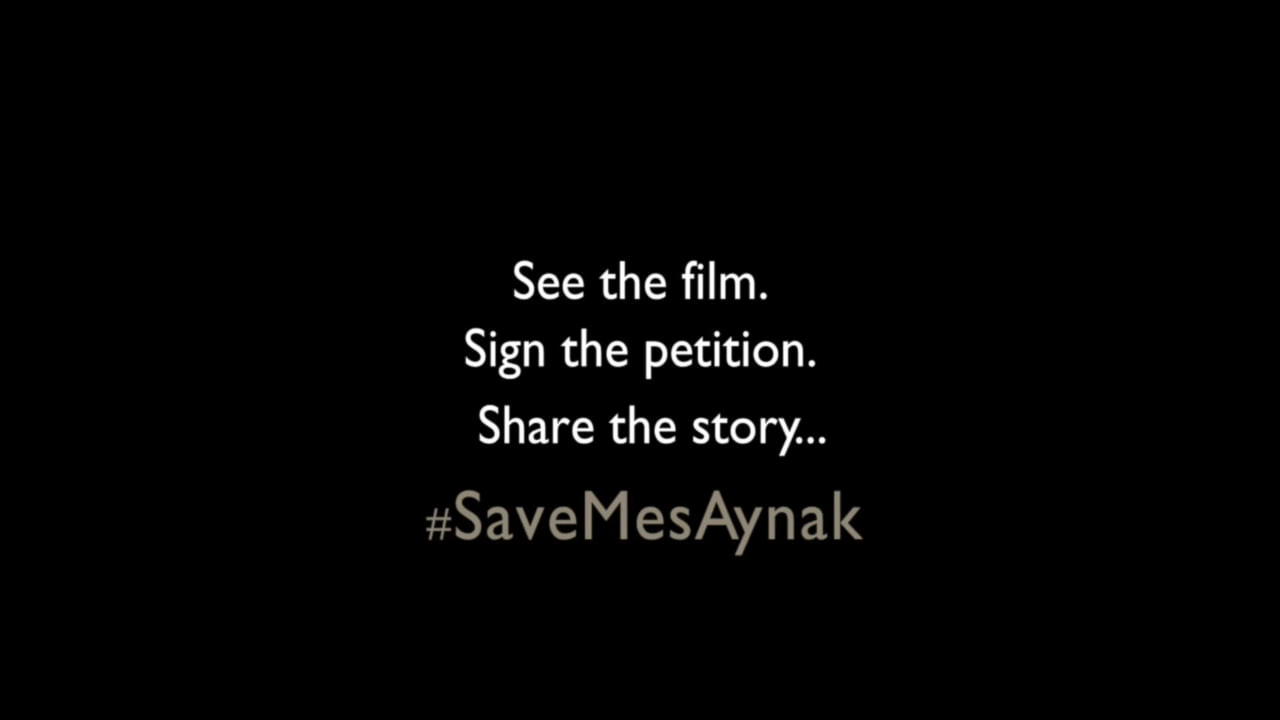 See the film.
Sign the petition.
Share the story...
#SaveMesAynak